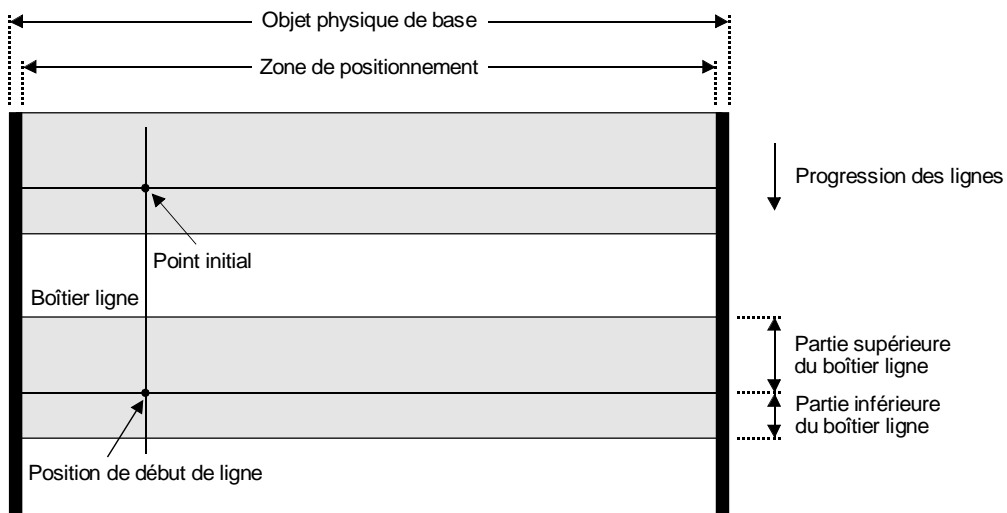 Objet physique de base
Zone de positionnement
Progression des lignes
Point initial
Boîtier ligne
Partie supérieure
du boîtier ligne
Partie inférieure
du boîtier ligne
Position de début de ligne